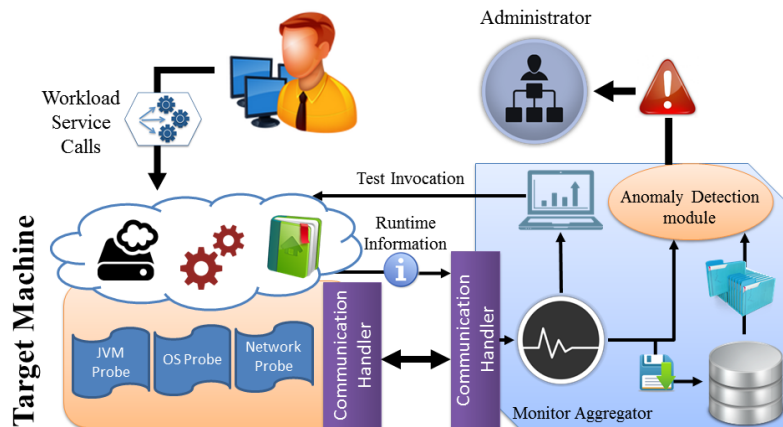 Administrator
Workload
Service
Calls
Test Invocation
Anomaly Detection
module
Runtime
Information
i
Target Machine
JVM
Probe
OS Probe
Network
Probe
Communication
Handler
Communication
Handler
Monitor Aggregator